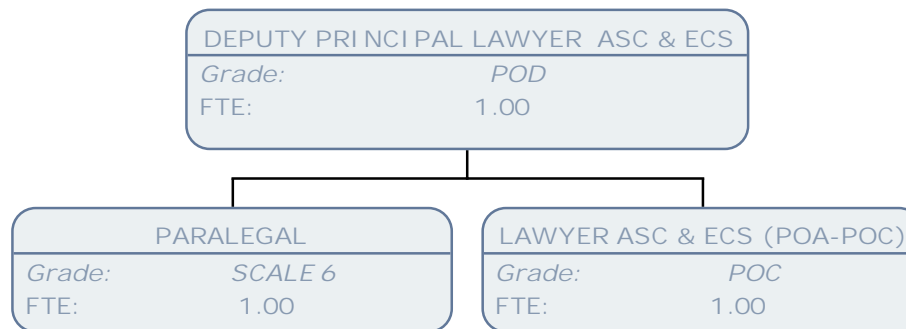 DEPUTY PRINCIPAL LAWYER ASC & ECS
Grade: POD
FTE: 1.00
PARALEGAL
Grade: SCALE 6
FTE: 1.00
LAWYER ASC & ECS (POA-POC)
Grade: POC
FTE: 1.00